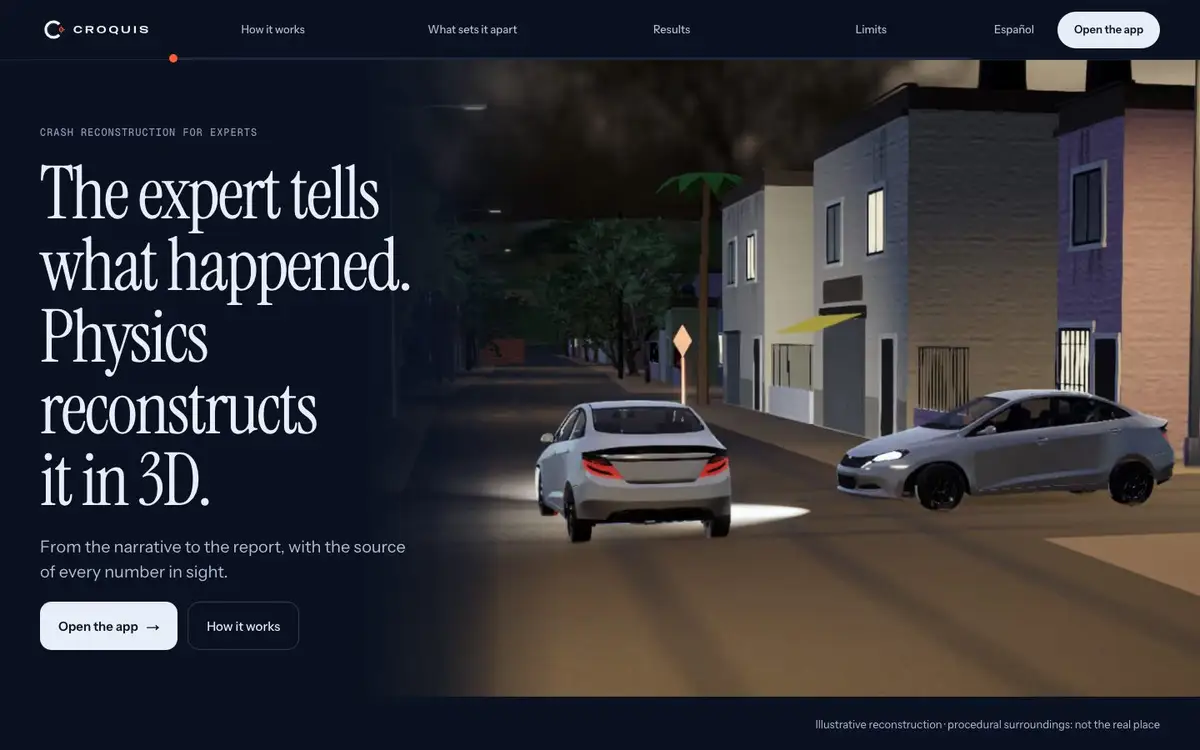 CROQUIS
How it works
What sets it apart
Results
Limits
Español
Open the app
CRASH RECONSTRUCTION FOR EXPERTS
The expert tells
what happened.
Physics
reconstructs
it in 3D.
From the narrative to the report, with the source
of every number in sight.
Open the app →
How it works
Illustrative reconstruction · procedural surroundings: not the real place